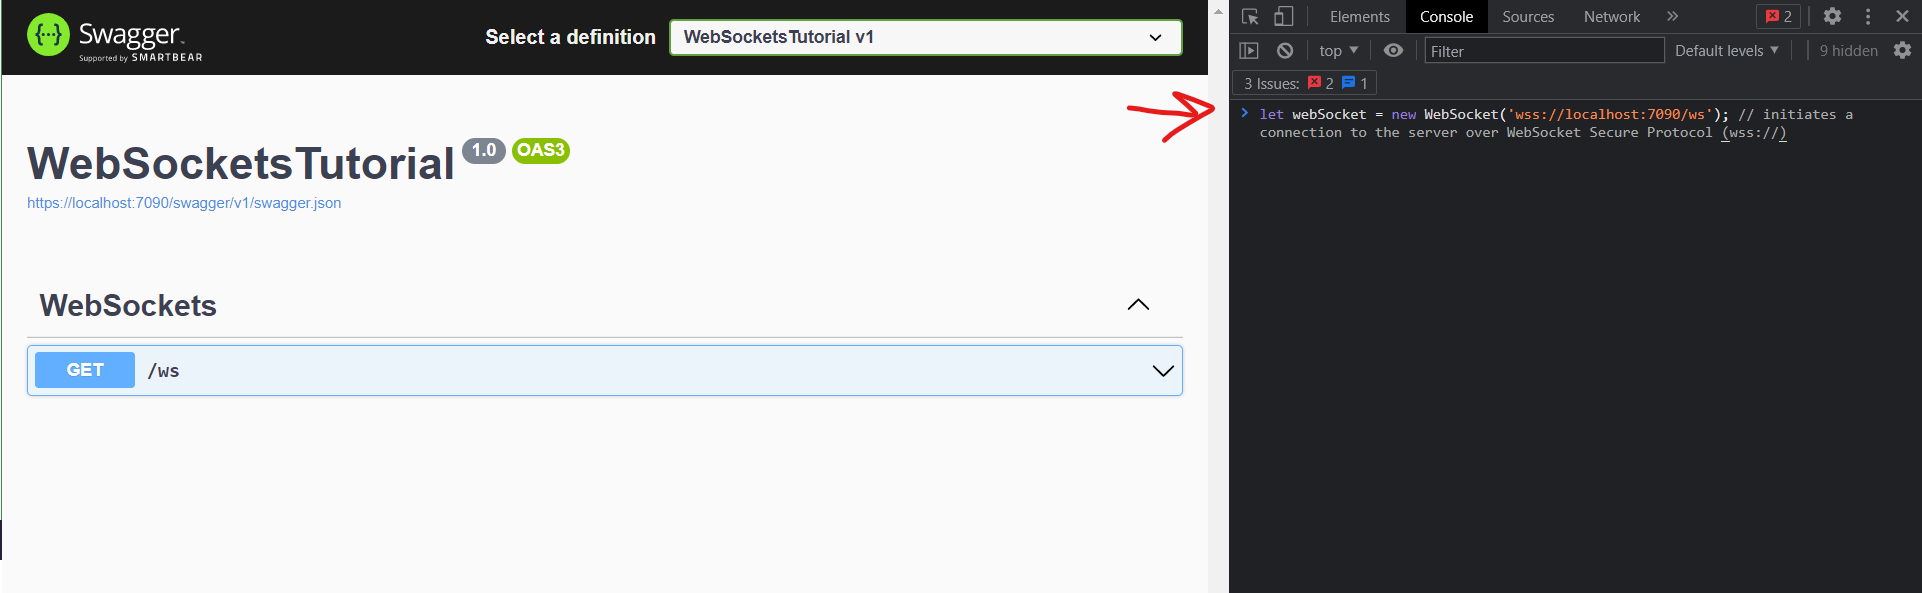 Swagger
Supported by SMARTBEAR
Select a definition
WebSocketsTutorial v1
WebSocketsTutorial 1.0 OAS3
https://localhost:7090/swagger/v1/swagger.json
WebSockets
GET /ws
Elements Console Sources Network » 2
top Filter Default levels 9 hidden
3 Issues: 2 1
let webSocket = new WebSocket('wss://localhost:7090/ws'); // initiates a
connection to the server over WebSocket Secure Protocol (wss://)